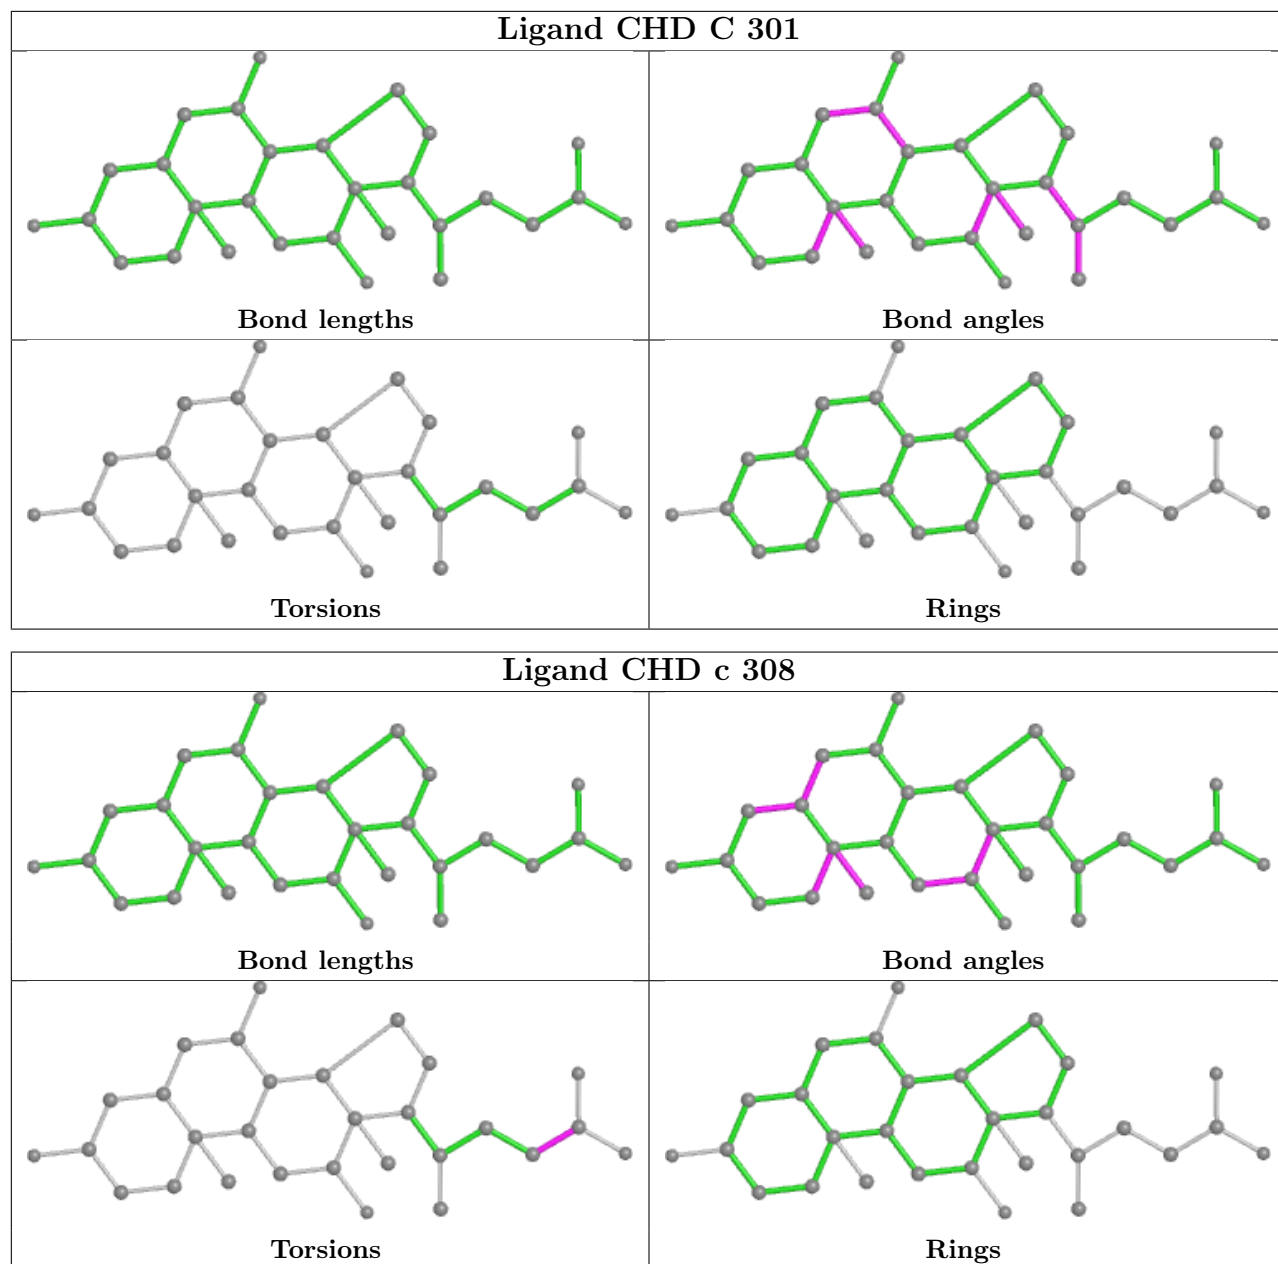 Ligand CHD C 301
Bond lengths
Bond angles
Torsions
Rings
Ligand CHD c 308
Bond lengths
Bond angles
Torsions
Rings